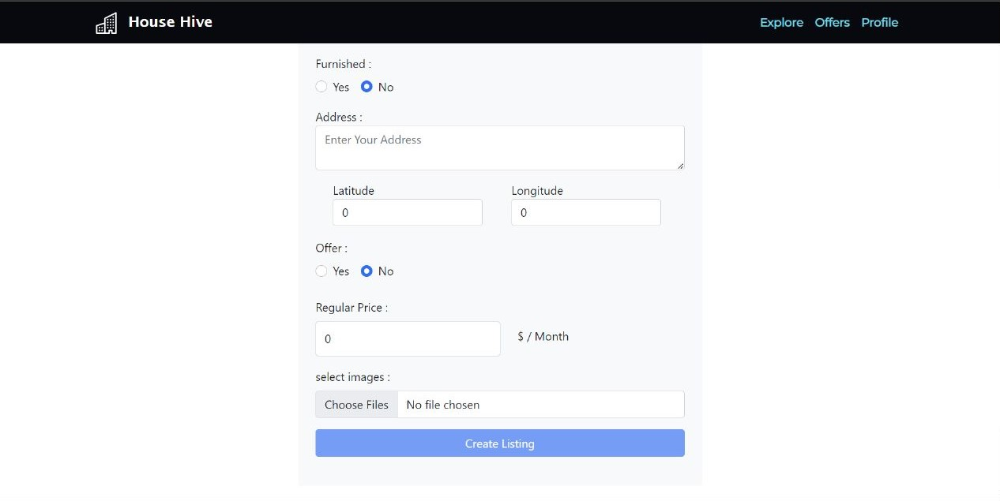 House Hive
Explore Offers Profile
Furnished :
Yes No
Address :
Enter Your Address
Latitude Longitude
0 0
Offer :
Yes No
Regular Price :
0 $ / Month
select images :
Choose Files No file chosen
Create Listing